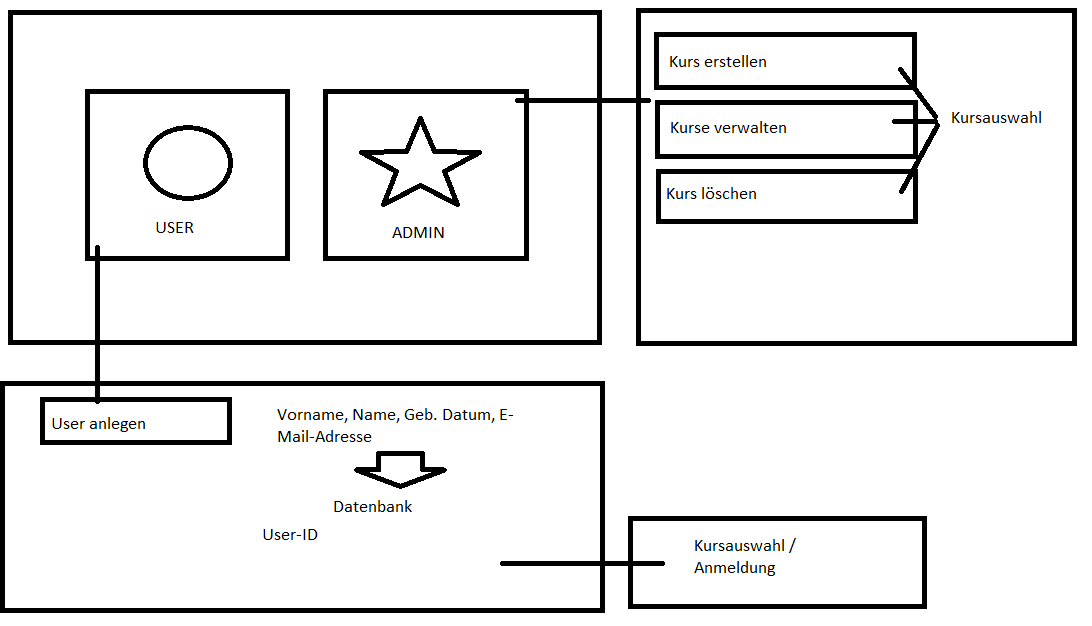 USER
ADMIN
Kurs erstellen
Kurse verwalten
Kurs löschen
Kursauswahl
User anlegen
Vorname, Name, Geb. Datum, E-
Mail-Adresse
Datenbank
User-ID
Kursauswahl /
Anmeldung